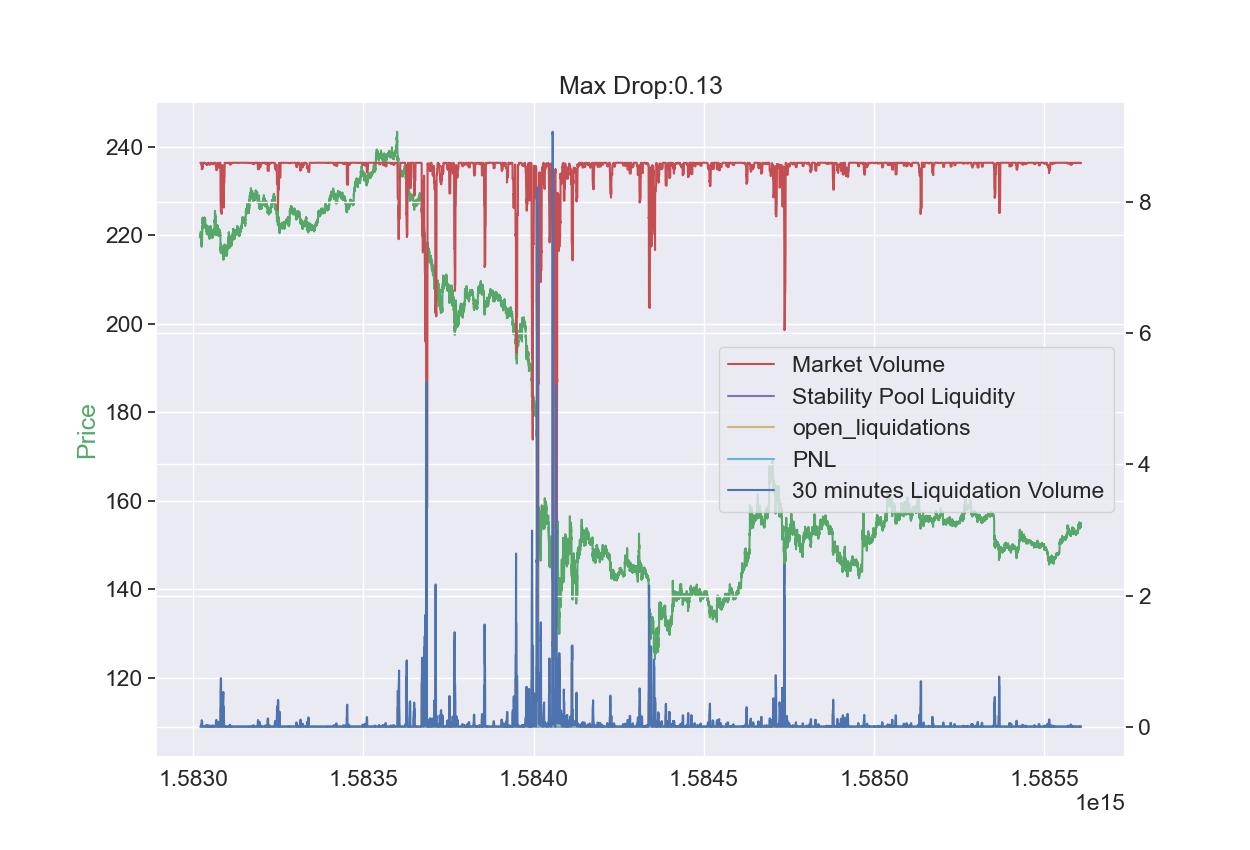 Max Drop:0.13
240
220
200
180
160
140
120
Price
8
6
4
2
0
Market Volume
Stability Pool Liquidity
open_liquidations
PNL
30 minutes Liquidation Volume
1.5830 1.5835 1.5840 1.5845 1.5850 1.5855
1e15